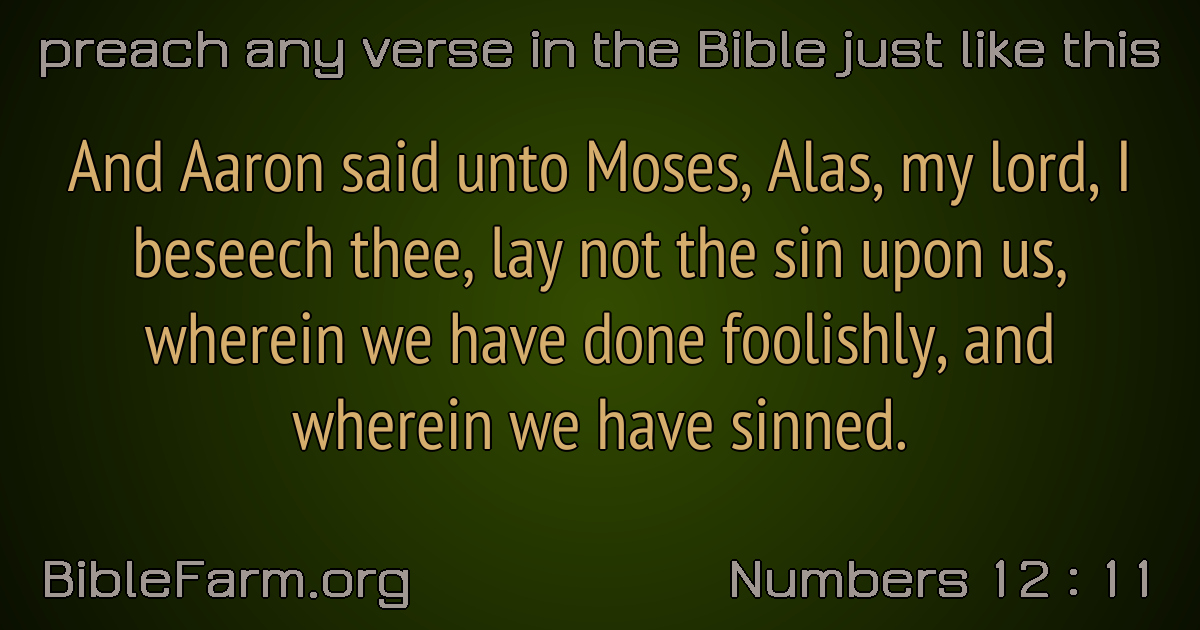 preach any verse in the Bible just like this
And Aaron said unto Moses, Alas, my lord, I
beseech thee, lay not the sin upon us,
wherein we have done foolishly, and
wherein we have sinned.
BibleFarm.org
Numbers 12 : 11